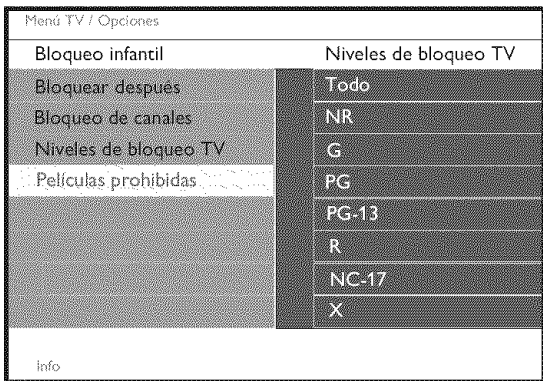 Menú TV / Opciones
Bloqueo infantil
Niveles de bloqueo TV
Bloquear después
Todo
Bloqueo de canales
NR
Niveles de bloqueo TV
G
Películas prohibidas
PG
PG-13
R
NC-17
X
Info